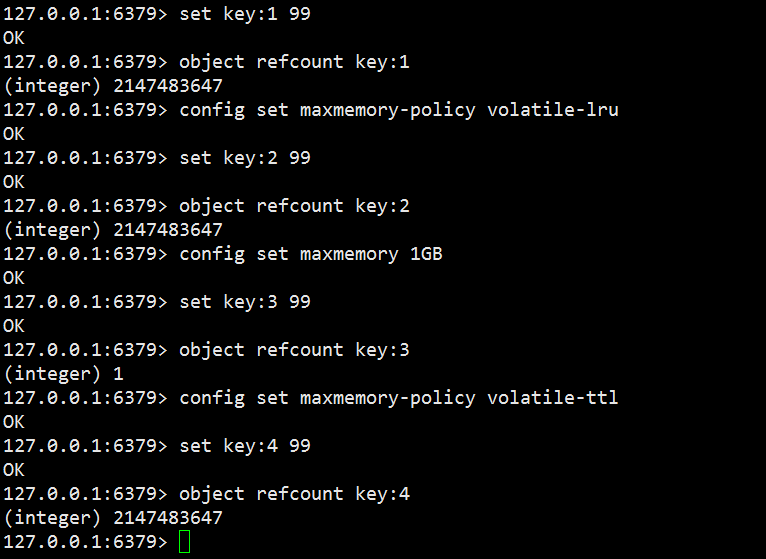 127.0.0.1:6379> set key:1 99
OK
127.0.0.1:6379> object refcount key:1
(integer) 2147483647
127.0.0.1:6379> config set maxmemory-policy volatile-lru
OK
127.0.0.1:6379> set key:2 99
OK
127.0.0.1:6379> object refcount key:2
(integer) 2147483647
127.0.0.1:6379> config set maxmemory 1GB
OK
127.0.0.1:6379> set key:3 99
OK
127.0.0.1:6379> object refcount key:3
(integer) 1
127.0.0.1:6379> config set maxmemory-policy volatile-ttl
OK
127.0.0.1:6379> set key:4 99
OK
127.0.0.1:6379> object refcount key:4
(integer) 2147483647
127.0.0.1:6379>